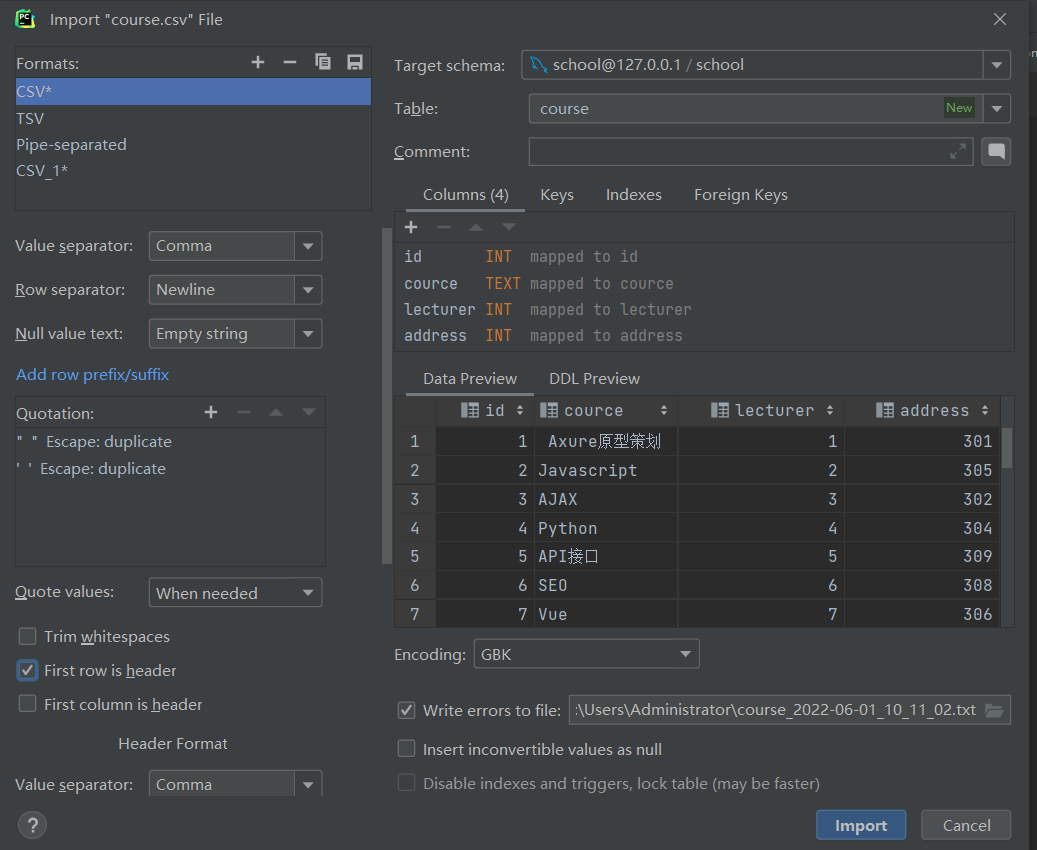 PC
Import "course.csv" File
Formats:
CSV*
TSV
Pipe-separated
CSV_1*
Value separator: Comma
Row separator: Newline
Null value text: Empty string
Add row prefix/suffix
Quotation:
" " Escape: duplicate
' ' Escape: duplicate
Quote values: When needed
Trim whitespaces
First row is header
First column is header
Header Format
Value separator: Comma
?
Target schema: school@127.0.0.1 / school
Table: course New
Comment:
Columns (4) Keys Indexes Foreign Keys
id INT mapped to id
cource TEXT mapped to cource
lecturer INT mapped to lecturer
address INT mapped to address
Data Preview DDL Preview
id cource lecturer address
1 1 Axure原型策划 1 301
2 2 Javascript 2 305
3 3 AJAX 3 302
4 4 Python 4 304
5 5 API接口 5 309
6 6 SEO 6 308
7 7 Vue 7 306
Encoding: GBK
Write errors to file: :\Users\Administrator\course_2022-06-01_10_11_02.txt
Insert inconvertible values as null
Disable indexes and triggers, lock table (may be faster)
Import Cancel